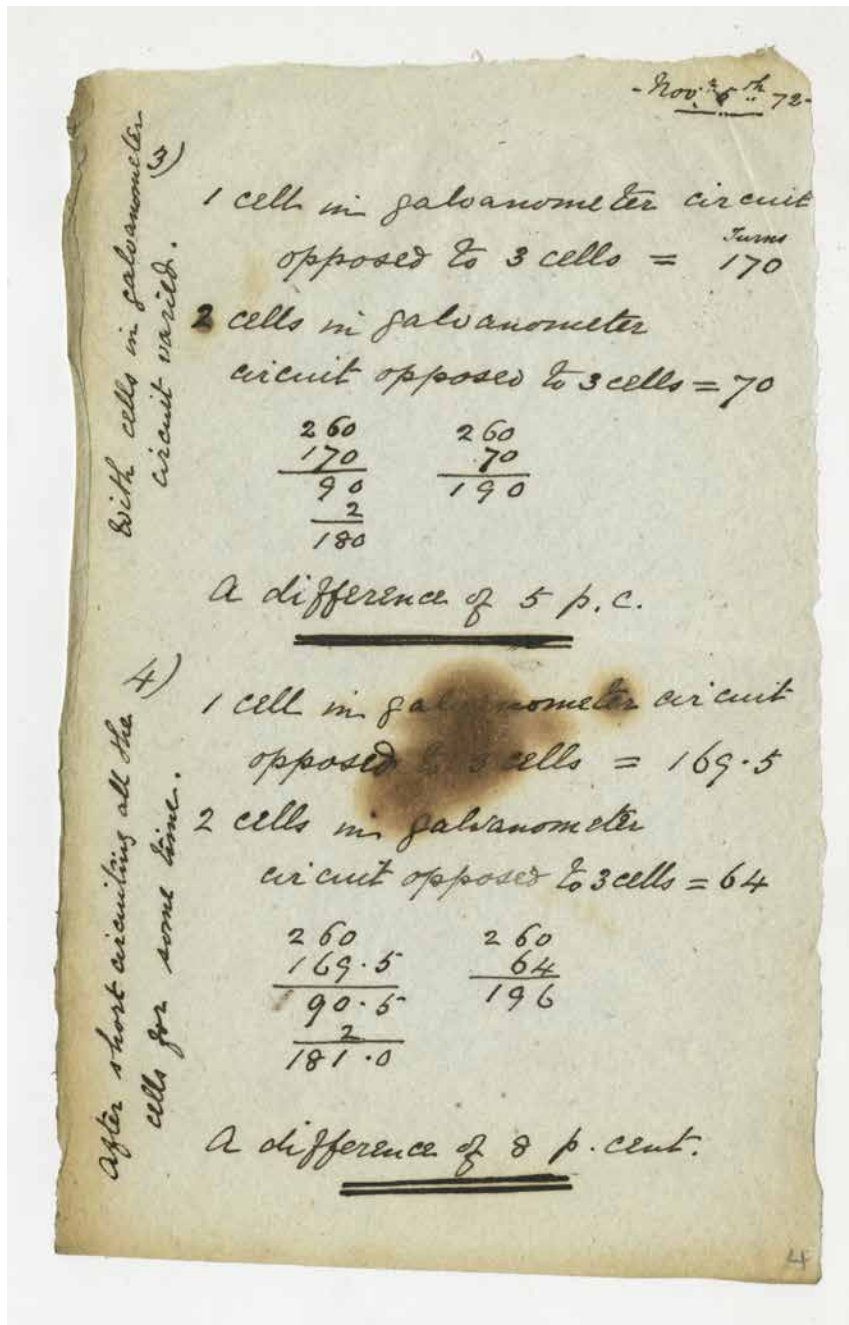 - Nov.r 5th 72 -
3)
With cells in galvanometer
circuit varied.
1 cell in galvanometer circuit
Turns
opposed to 3 cells = 170
2 cells in galvanometer
circuit opposed to 3 cells = 70
260 260
170 70
90 190
2
180
A difference of 5 p.c.
4)
After short circuiting all the
cells for some time.
1 cell in galvanometer circuit
opposed to 3 cells = 169.5
2 cells in galvanometer
circuit opposed to 3 cells = 64
260 260
169.5 64
90.5 196
2
181.0
A difference of 8 p. cent.
4